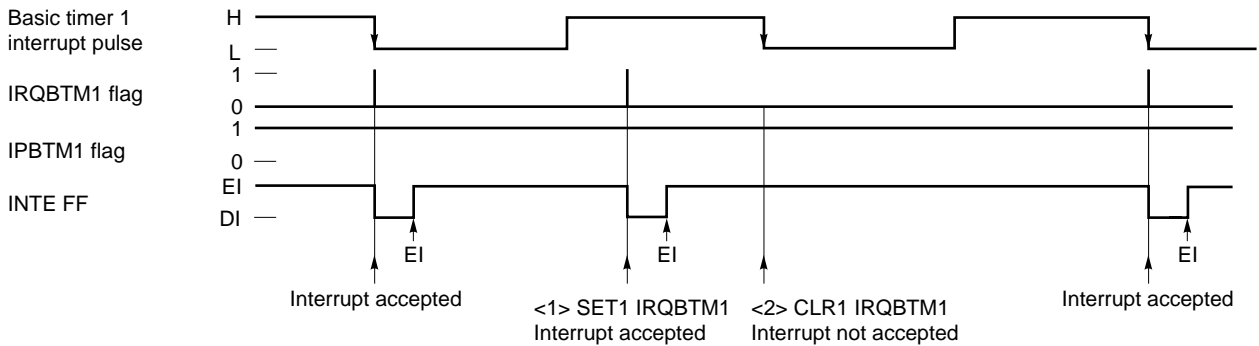 Basic timer 1
interrupt pulse
H
L
IRQBTM1 flag
1
0
IPBTM1 flag
1
0
INTE FF
EI
DI
EI
EI
EI
Interrupt accepted
<1> SET1 IRQBTM1
Interrupt accepted
<2> CLR1 IRQBTM1
Interrupt not accepted
Interrupt accepted